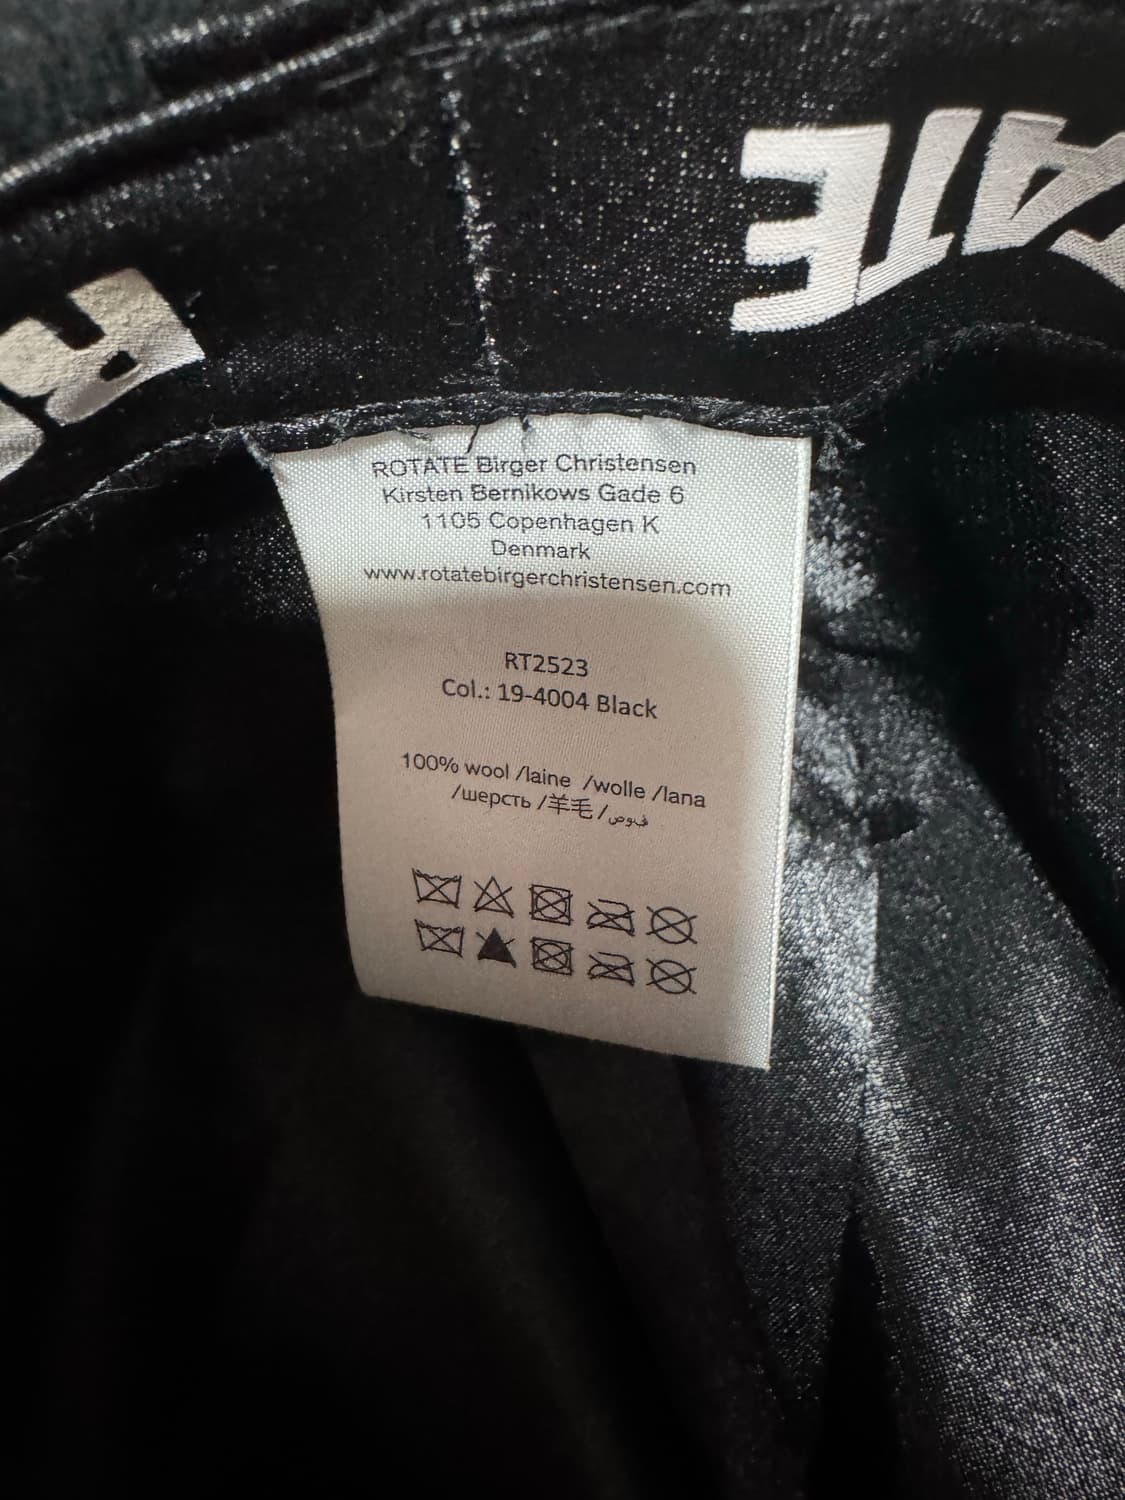 ATE
R
ROTATE Birger Christensen
Kirsten Bernikows Gade 6
1105 Copenhagen K
Denmark
www.rotatebirgerchristensen.com
RT2523
Col.: 19-4004 Black
100% wool /laine /wolle /lana
/шерсть /羊毛 /